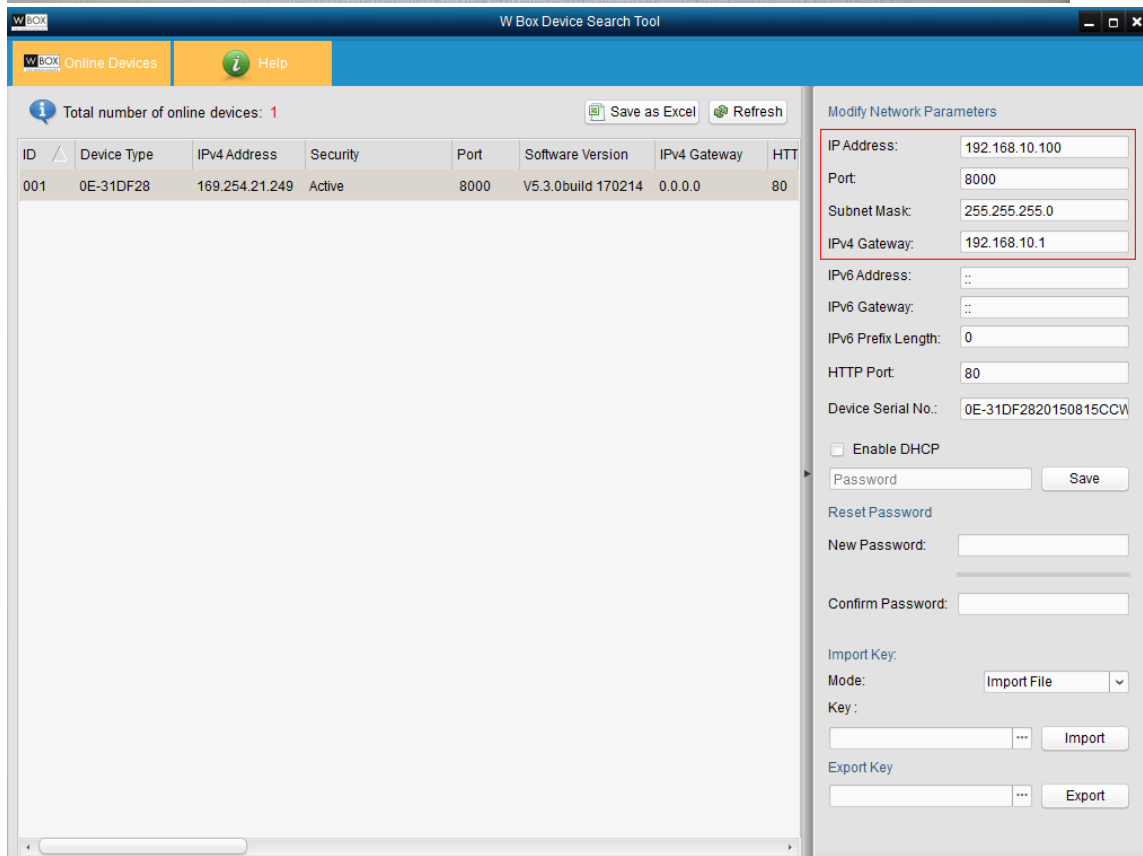 W BOX W Box Device Search Tool
W BOX Online Devices Help
Total number of online devices: 1 Save as Excel Refresh
ID Device Type IPv4 Address Security Port Software Version IPv4 Gateway HTT
001 0E-31DF28 169.254.21.249 Active 8000 V5.3.0build 170214 0.0.0.0 80
Modify Network Parameters
IP Address: 192.168.10.100
Port: 8000
Subnet Mask: 255.255.255.0
IPv4 Gateway: 192.168.10.1
IPv6 Address: ::
IPv6 Gateway: ::
IPv6 Prefix Length: 0
HTTP Port: 80
Device Serial No.: 0E-31DF2820150815CCW
Enable DHCP
Password Save
Reset Password
New Password:
Confirm Password:
Import Key:
Mode: Import File
Key :
... Import
Export Key
... Export